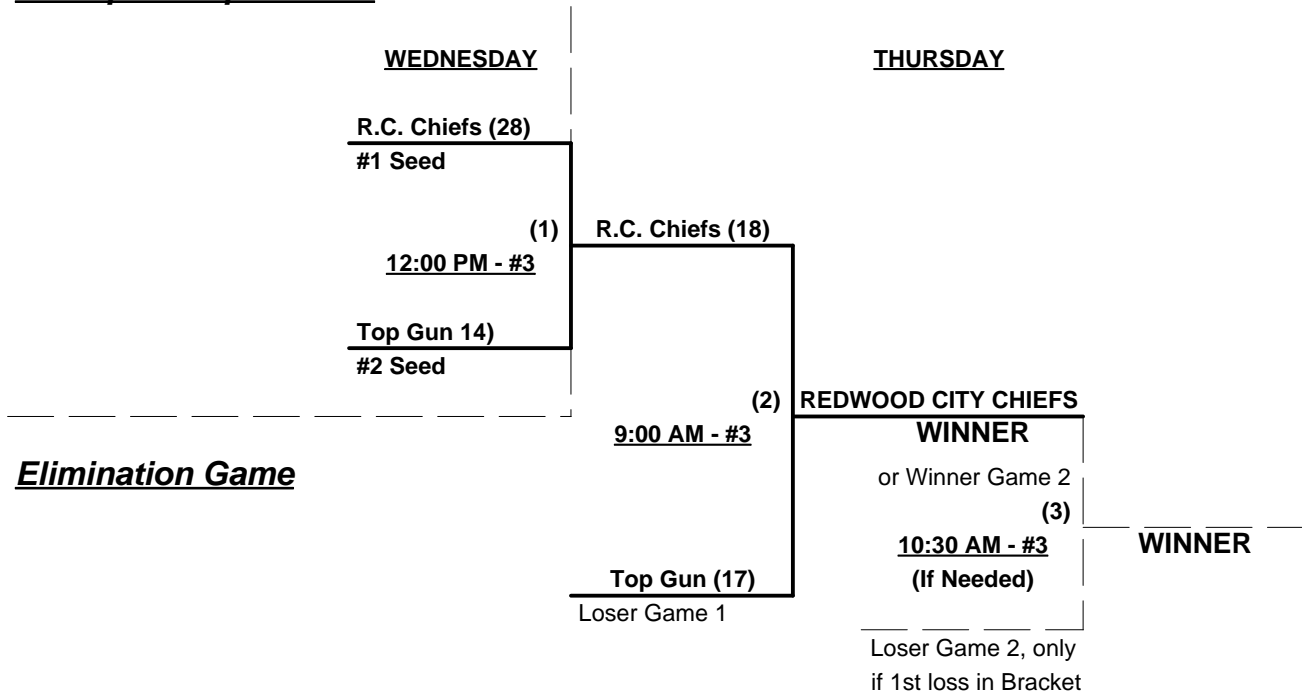 WEDNESDAY
THURSDAY
R.C. Chiefs (28)
#1 Seed
(1)
R.C. Chiefs (18)
12:00 PM - #3
Top Gun 14)
#2 Seed
(2)
REDWOOD CITY CHIEFS
9:00 AM - #3
WINNER
Elimination Game
or Winner Game 2
(3)
10:30 AM - #3
WINNER
(If Needed)
Top Gun (17)
Loser Game 1
Loser Game 2, only
if 1st loss in Bracket